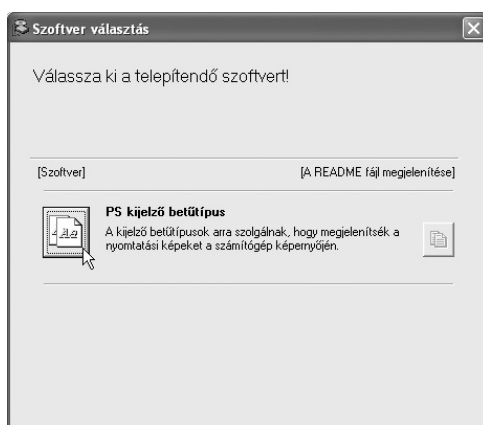 Szoftver választás
Válassza ki a telepítendő szoftvert!
[Szoftver] [A README fájl megjelenítése]
PS kijelző betűtípus
A kijelző betűtípusok arra szolgálnak, hogy megjelenítsék a
nyomtatási képeket a számítógép képernyőjén.